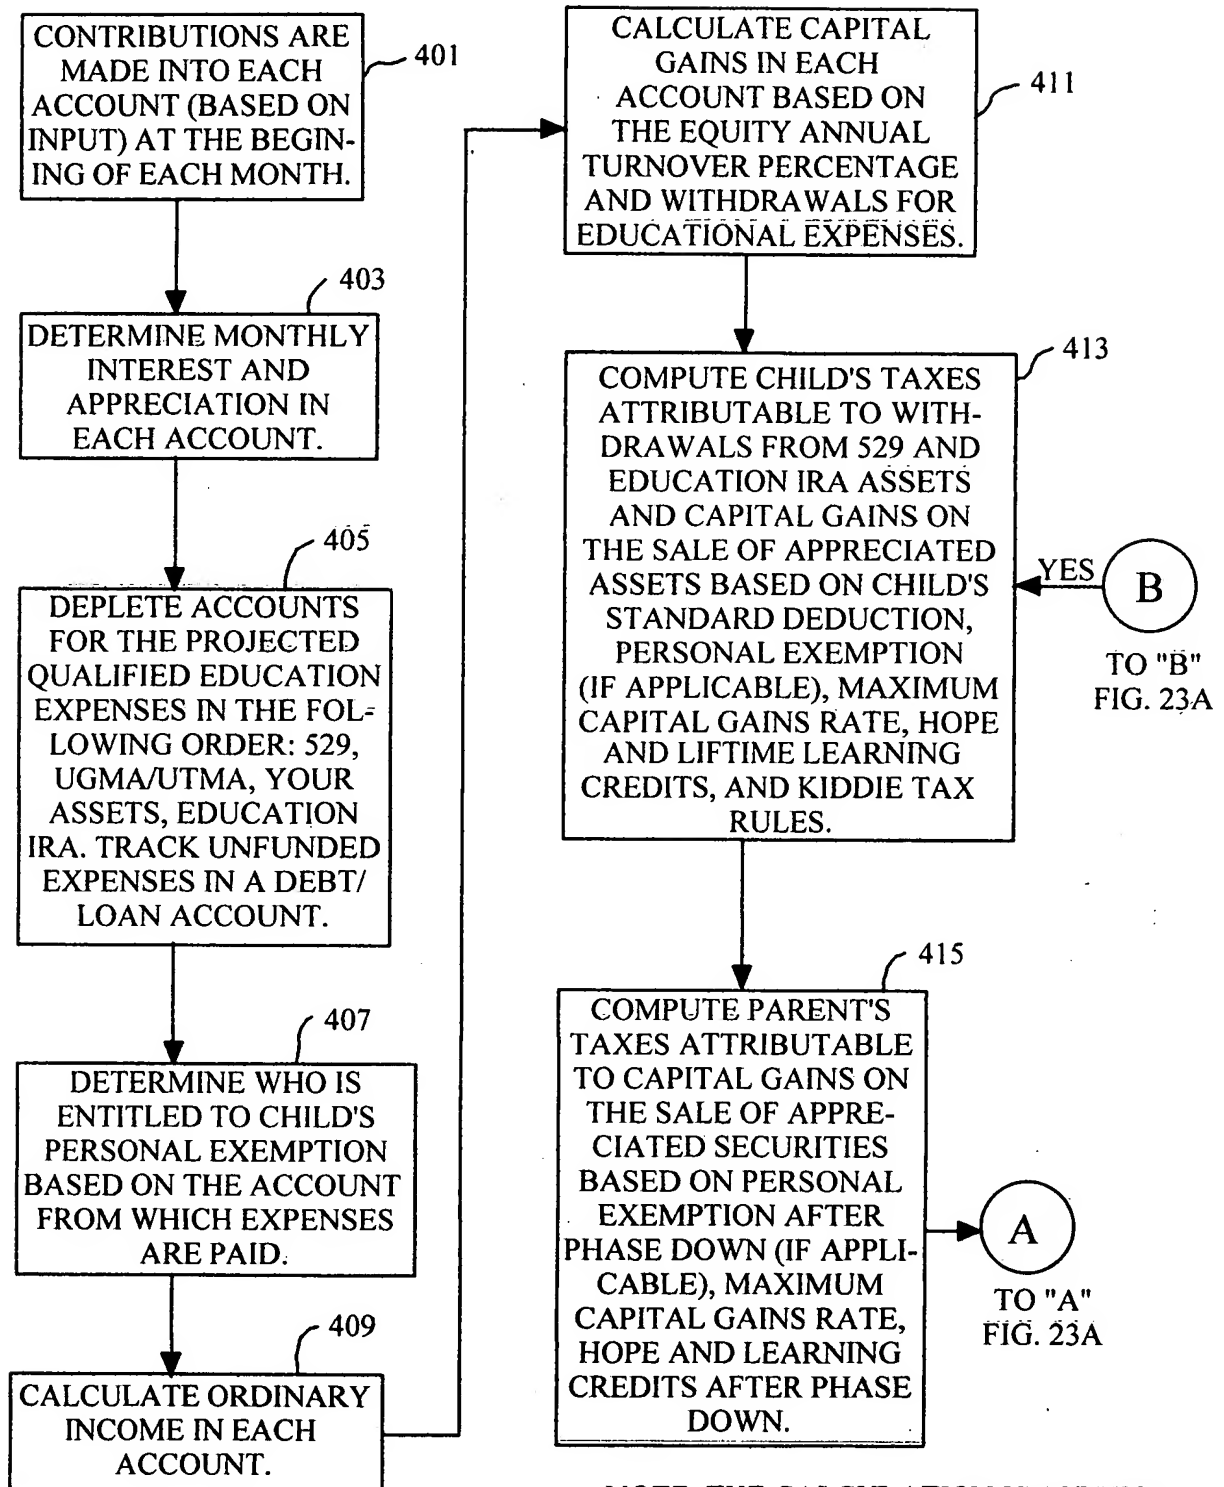 CONTRIBUTIONS ARE
MADE INTO EACH
ACCOUNT (BASED ON
INPUT) AT THE BEGIN-
ING OF EACH MONTH.
401
403
DETERMINE MONTHLY
INTEREST AND
APPRECIATION IN
EACH ACCOUNT.
405
DEPLETE ACCOUNTS
FOR THE PROJECTED
QUALIFIED EDUCATION
EXPENSES IN THE FOL-
LOWING ORDER: 529,
UGMA/UTMA, YOUR
ASSETS, EDUCATION
IRA. TRACK UNFUNDED
EXPENSES IN A DEBT/
LOAN ACCOUNT.
407
DETERMINE WHO IS
ENTITLED TO CHILD'S
PERSONAL EXEMPTION
BASED ON THE ACCOUNT
FROM WHICH EXPENSES
ARE PAID.
409
CALCULATE ORDINARY
INCOME IN EACH
ACCOUNT.
CALCULATE CAPITAL
GAINS IN EACH
ACCOUNT BASED ON
THE EQUITY ANNUAL
TURNOVER PERCENTAGE
AND WITHDRAWALS FOR
EDUCATIONAL EXPENSES.
411
413
COMPUTE CHILD'S TAXES
ATTRIBUTABLE TO WITH-
DRAWALS FROM 529 AND
EDUCATION IRA ASSETS
AND CAPITAL GAINS ON
THE SALE OF APPRECIATED
ASSETS BASED ON CHILD'S
STANDARD DEDUCTION,
PERSONAL EXEMPTION
(IF APPLICABLE), MAXIMUM
CAPITAL GAINS RATE, HOPE
AND LIFTIME LEARNING
CREDITS, AND KIDDIE TAX
RULES.
YES
B
TO "B"
FIG. 23A
415
COMPUTE PARENT'S
TAXES ATTRIBUTABLE
TO CAPITAL GAINS ON
THE SALE OF APPRE-
CIATED SECURITIES
BASED ON PERSONAL
EXEMPTION AFTER
PHASE DOWN (IF APPLI-
CABLE), MAXIMUM
CAPITAL GAINS RATE,
HOPE AND LEARNING
CREDITS AFTER PHASE
DOWN.
A
TO "A"
FIG. 23A